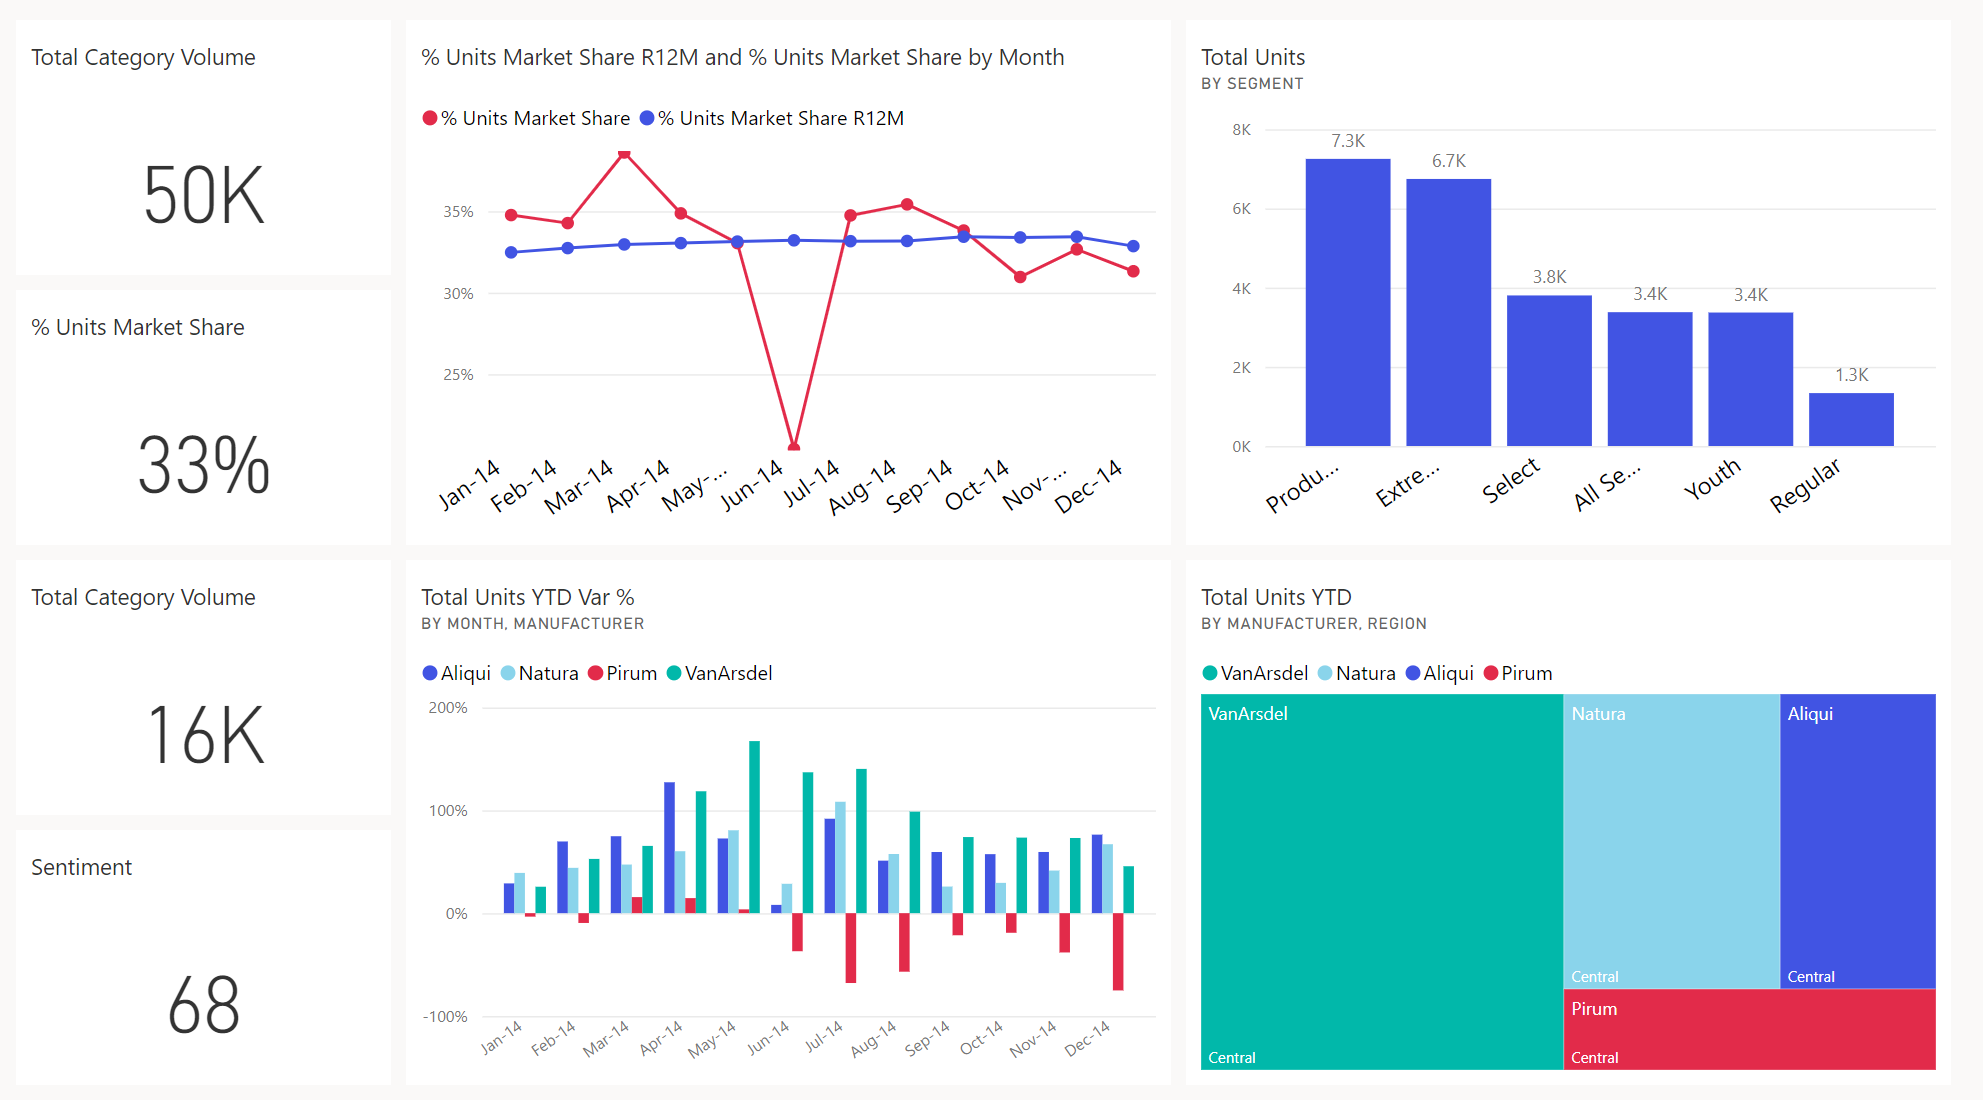 Total Category Volume
50K
% Units Market Share
33%
Total Category Volume
16K
Sentiment
68
% Units Market Share R12M and % Units Market Share by Month
% Units Market Share % Units Market Share R12M
35%
30%
25%
Jan-14 Feb-14 Mar-14 Apr-14 May-... Jun-14 Jul-14 Aug-14 Sep-14 Oct-14 Nov-... Dec-14
Total Units
BY SEGMENT
8K
6K
4K
2K
0K
7.3K 6.7K 3.8K 3.4K 3.4K 1.3K
Produ... Extre... Select All Se... Youth Regular
Total Units YTD Var %
BY MONTH, MANUFACTURER
Aliqui Natura Pirum VanArsdel
200%
100%
0%
-100%
Jan-14 Feb-14 Mar-14 Apr-14 May-14 Jun-14 Jul-14 Aug-14 Sep-14 Oct-14 Nov-14 Dec-14
Total Units YTD
BY MANUFACTURER, REGION
VanArsdel Natura Aliqui Pirum
VanArsdel
Central
Natura
Central
Aliqui
Central
Pirum
Central